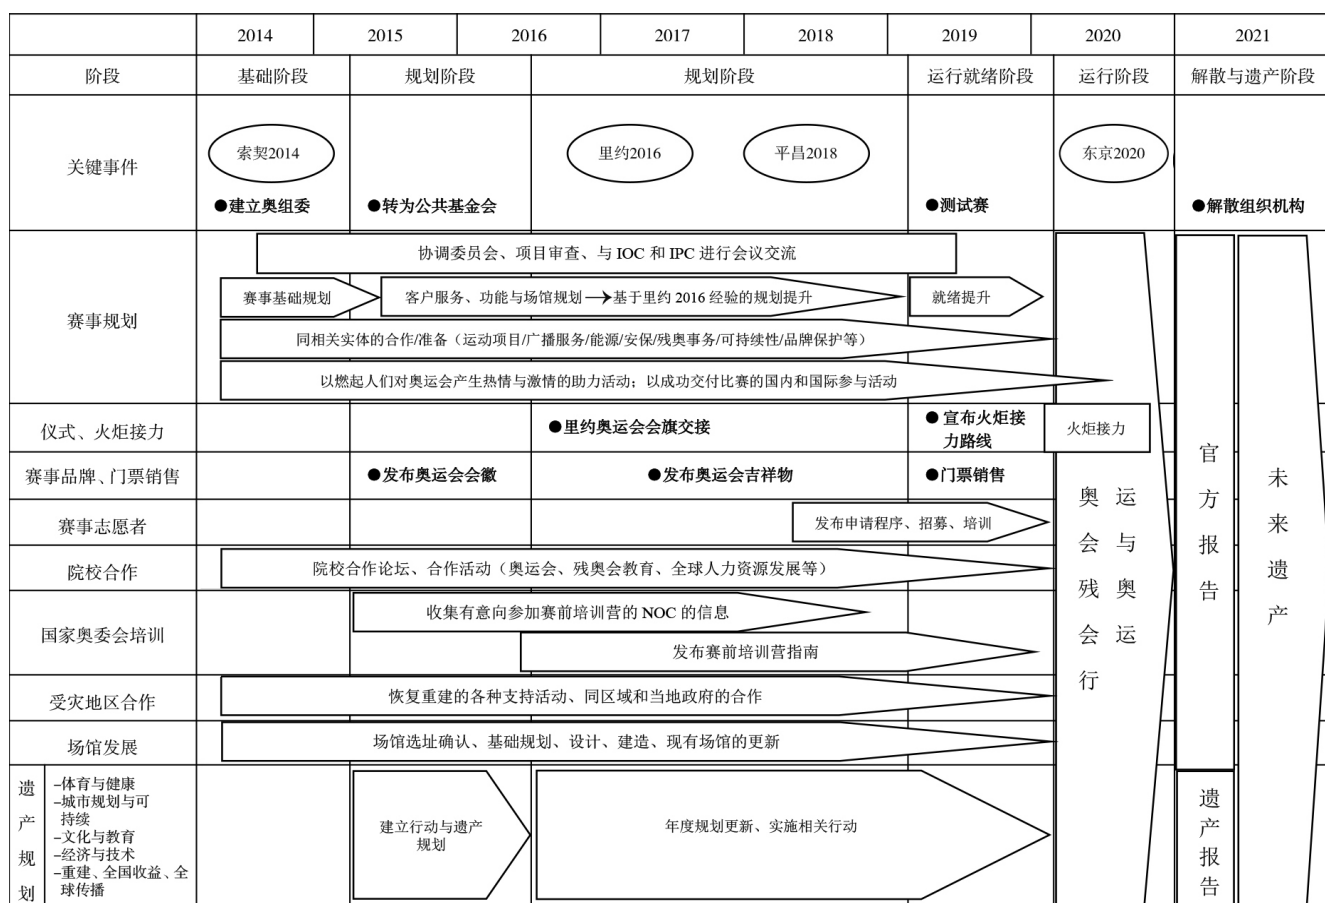 2014 2015 2016 2017 2018 2019 2020 2021
阶段 基础阶段 规划阶段 规划阶段 运行就绪阶段 运行阶段 解散与遗产阶段
关键事件
索契2014 里约2016 平昌2018 东京2020
●建立奥组委 ●转为公共基金会 ●测试赛 ●解散组织机构
赛事规划
协调委员会、项目审查、与 IOC 和 IPC 进行会议交流
赛事基础规划 客户服务、功能与场馆规划→基于里约 2016 经验的规划提升 就绪提升
同相关实体的合作/准备（运动项目/广播服务/能源/安保/残奥事务/可持续性/品牌保护等）
以燃起人们对奥运会产生热情与激情的助力活动；以成功交付比赛的国内和国际参与活动
仪式、火炬接力
●里约奥运会会旗交接
●宣布火炬接
力路线
火炬接力
赛事品牌、门票销售 ●发布奥运会会徽 ●发布奥运会吉祥物 ●门票销售
赛事志愿者 发布申请程序、招募、培训
院校合作 院校合作论坛、合作活动（奥运会、残奥会教育、全球人力资源发展等）
国家奥委会培训
收集有意向参加赛前培训营的 NOC 的信息
发布赛前培训营指南
受灾地区合作 恢复重建的各种支持活动、同区域和当地政府的合作
场馆发展 场馆选址确认、基础规划、设计、建造、现有场馆的更新
奥运会与残奥会运行
官方报告
未来遗产
遗产规划
–体育与健康
–城市规划与可
持续
–文化与教育
–经济与技术
–重建、全国收益、全
球传播
建立行动与遗产
规划
年度规划更新、实施相关行动
遗产报告